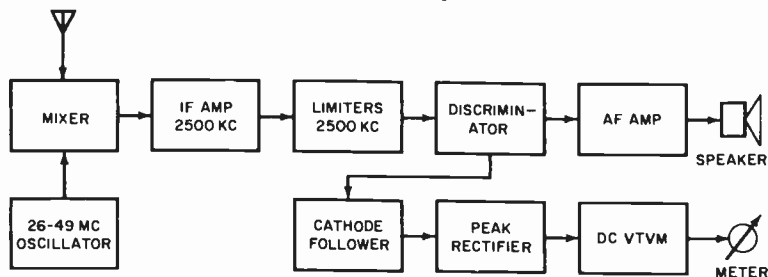 MIXER
IF AMP
2500 KC
LIMITERS
2500 KC
DISCRIMIN-
ATOR
AF AMP
SPEAKER
26-49 MC
OSCILLATOR
CATHODE
FOLLOWER
PEAK
RECTIFIER
DC VTVM
METER